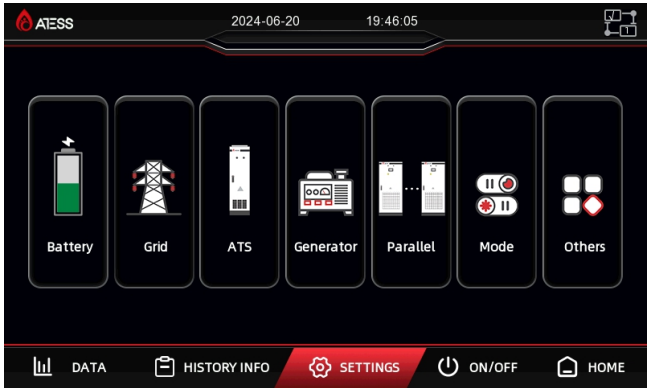 ATESS 2024-06-20 19:46:05
Battery Grid ATS Generator Parallel Mode Others
DATA HISTORY INFO SETTINGS ON/OFF HOME